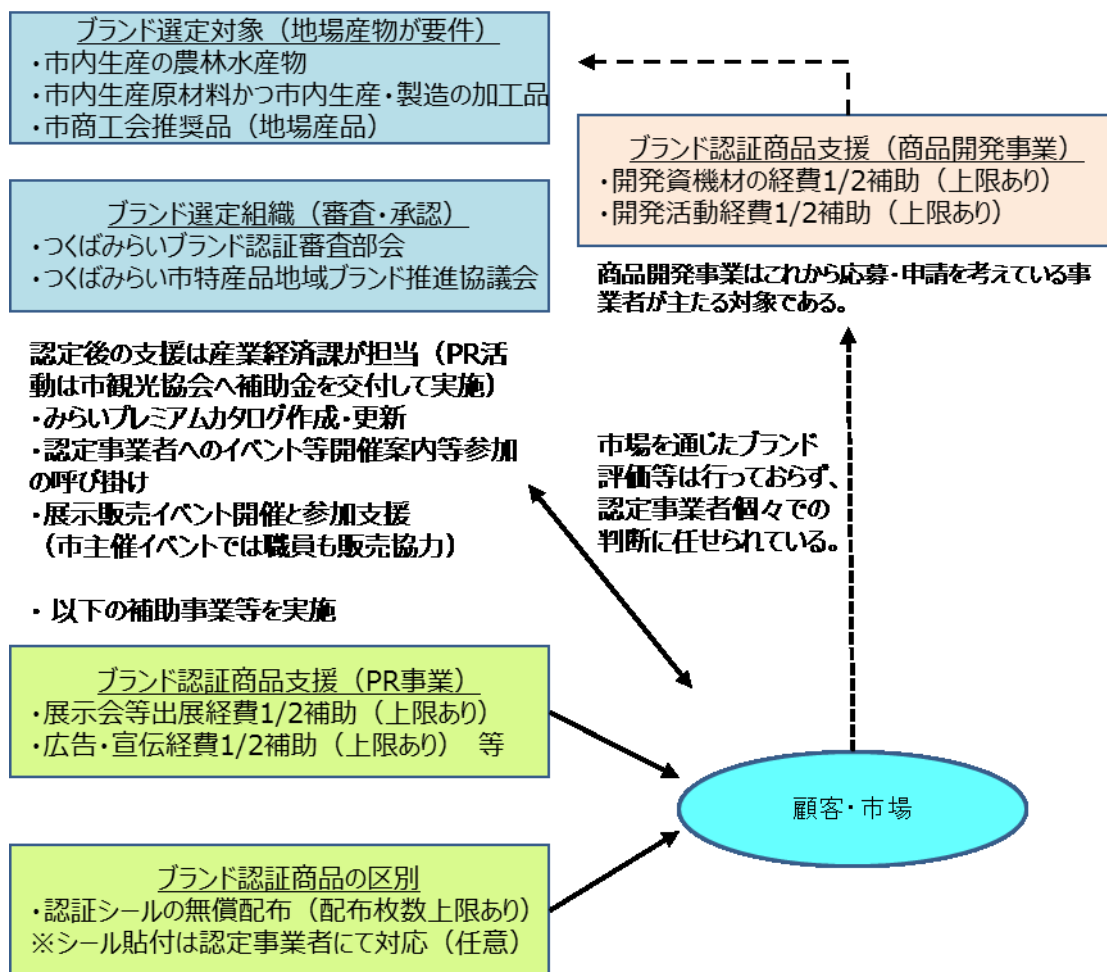 ブランド選定対象（地場産物が要件）
・市内生産の農林水産物
・市内生産原材料かつ市内生産・製造の加工品
・市商工会推奨品（地場産品）
ブランド選定組織（審査・承認）
・つくばみらいブランド認証審査部会
・つくばみらい市特産品地域ブランド推進協議会
認定後の支援は産業経済課が担当（PR活
動は市観光協会へ補助金を交付して実施）
・みらいプレミアムカタログ作成・更新
・認定事業者へのイベント等開催案内等参加
の呼び掛け
・展示販売イベント開催と参加支援
（市主催イベントでは職員も販売協力）
・ 以下の補助事業等を実施
ブランド認証商品支援（PR事業）
・展示会等出展経費1/2補助（上限あり）
・広告・宣伝経費1/2補助（上限あり） 等
ブランド認証商品の区別
・認証シールの無償配布（配布枚数上限あり）
※シール貼付は認定事業者にて対応（任意）
ブランド認証商品支援（商品開発事業）
・開発資機材の経費1/2補助（上限あり）
・開発活動経費1/2補助（上限あり）
商品開発事業はこれから応募・申請を考えている事
業者が主たる対象である。
市場を通じたブランド
評価等は行っておらず、
認定事業者個々での
判断に任せられている。
顧客・市場